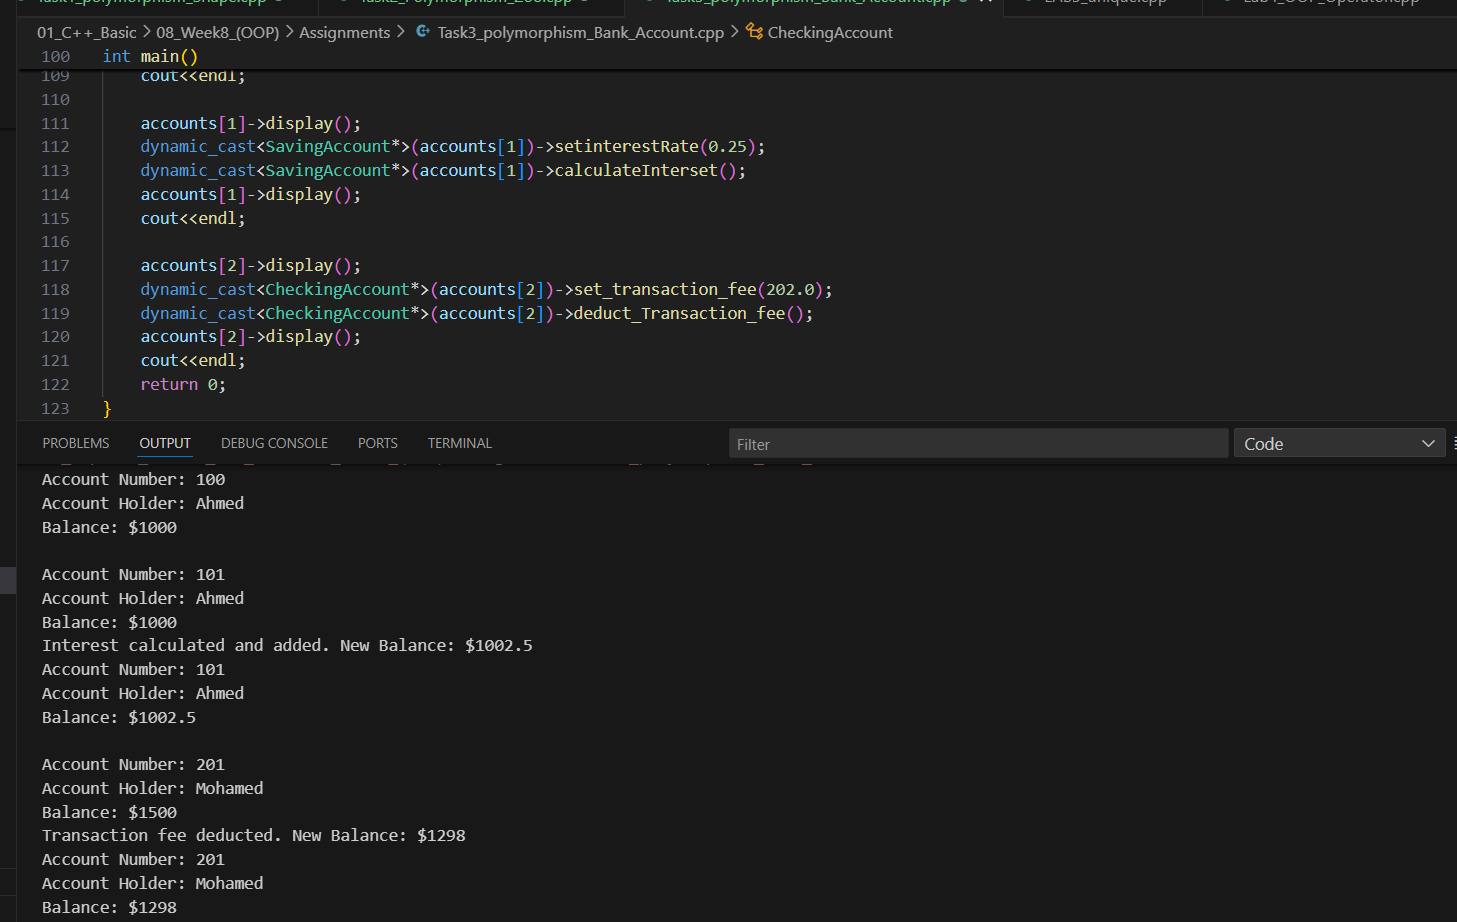 01_C++_Basic > 08_Week8_(OOP) > Assignments > Task3_polymorphism_Bank_Account.cpp > CheckingAccount
100 int main()
109 cout<<endl;
110
111 accounts[1]->display();
112 dynamic_cast<SavingAccount*>(accounts[1])->setinterestRate(0.25);
113 dynamic_cast<SavingAccount*>(accounts[1])->calculateInterset();
114 accounts[1]->display();
115 cout<<endl;
116
117 accounts[2]->display();
118 dynamic_cast<CheckingAccount*>(accounts[2])->set_transaction_fee(202.0);
119 dynamic_cast<CheckingAccount*>(accounts[2])->deduct_Transaction_fee();
120 accounts[2]->display();
121 cout<<endl;
122 return 0;
123 }
PROBLEMS OUTPUT DEBUG CONSOLE PORTS TERMINAL Filter Code
Account Number: 100
Account Holder: Ahmed
Balance: $1000
Account Number: 101
Account Holder: Ahmed
Balance: $1000
Interest calculated and added. New Balance: $1002.5
Account Number: 101
Account Holder: Ahmed
Balance: $1002.5
Account Number: 201
Account Holder: Mohamed
Balance: $1500
Transaction fee deducted. New Balance: $1298
Account Number: 201
Account Holder: Mohamed
Balance: $1298